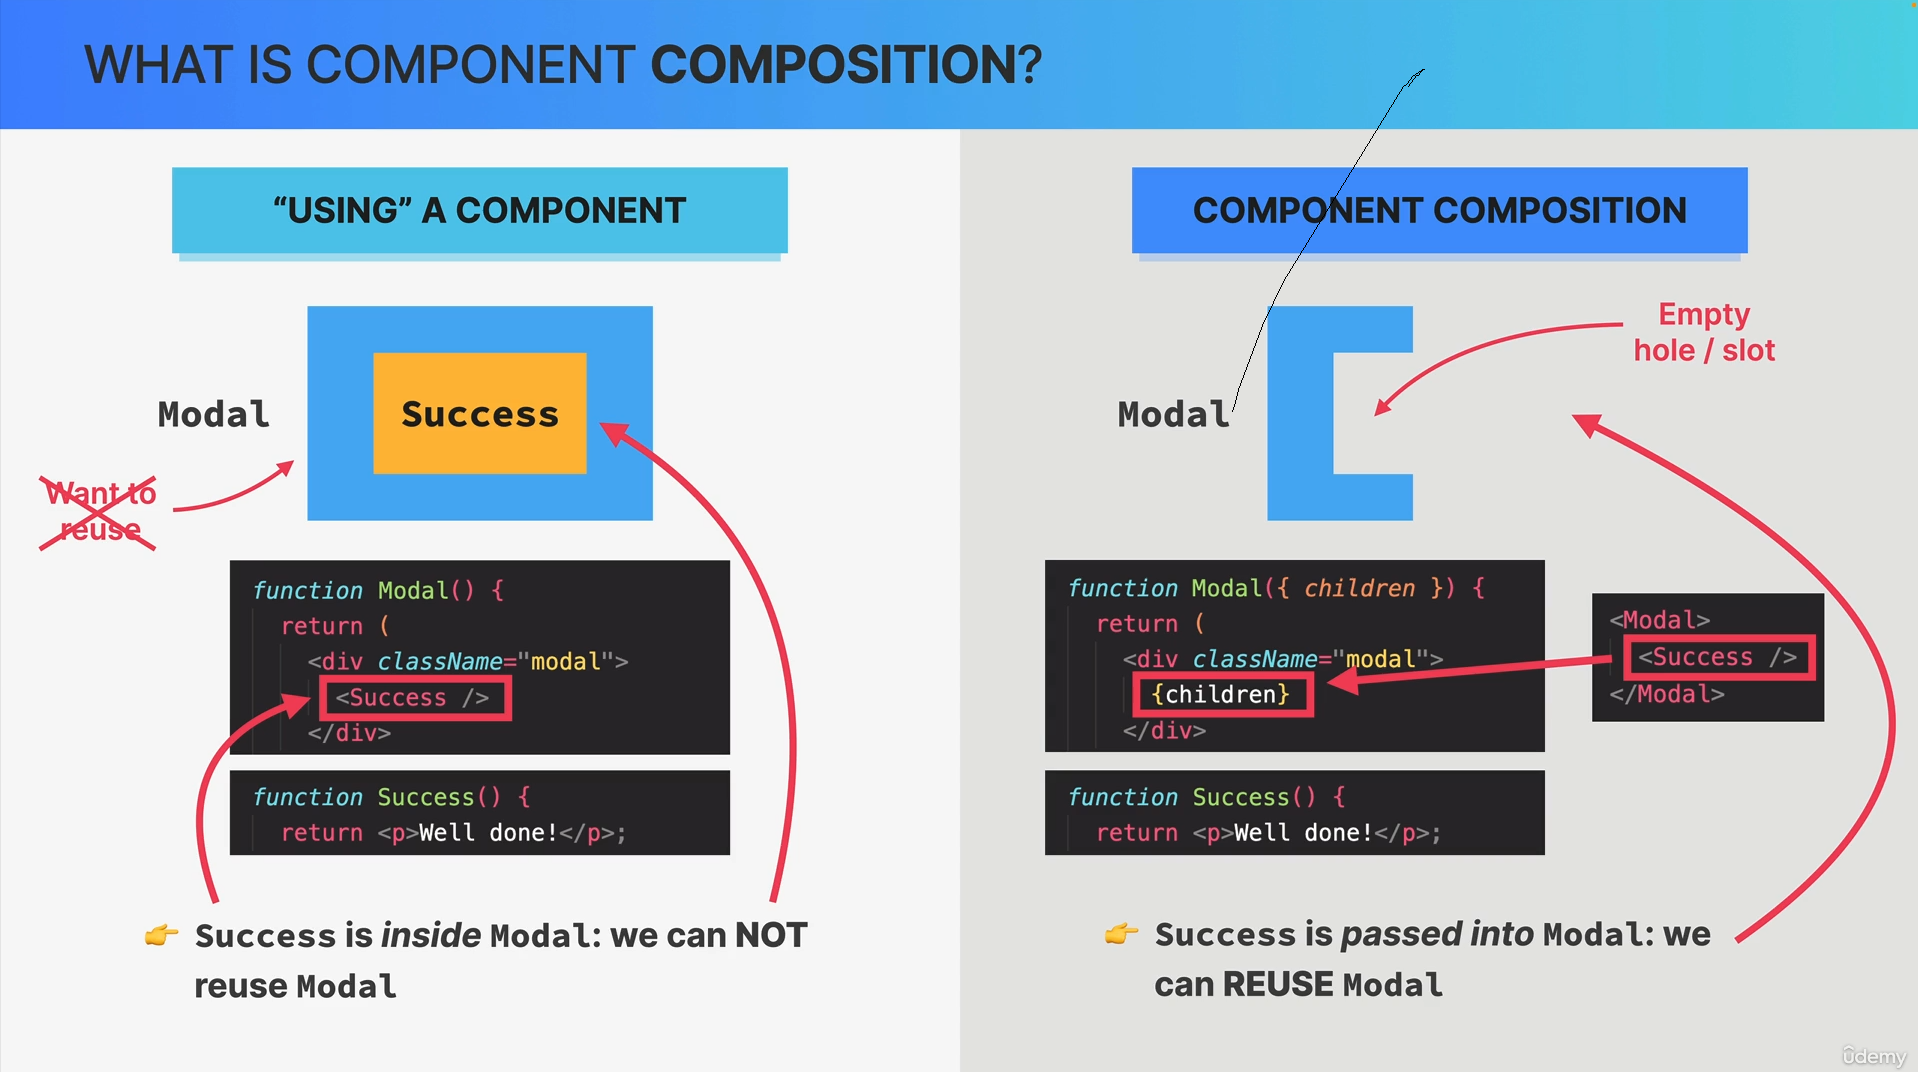 WHAT IS COMPONENT COMPOSITION?
“USING” A COMPONENT
Modal
Success
Want to
reuse
function Modal() {
return (
<div className="modal">
<Success />
</div>
function Success() {
return <p>Well done!</p>;
👉 Success is inside Modal: we can NOT
reuse Modal
COMPONENT COMPOSITION
Empty
hole / slot
Modal
function Modal({ children }) {
return (
<div className="modal">
{children}
</div>
<Modal>
<Success />
</Modal>
function Success() {
return <p>Well done!</p>;
👉 Success is passed into Modal: we
can REUSE Modal
ûdemy